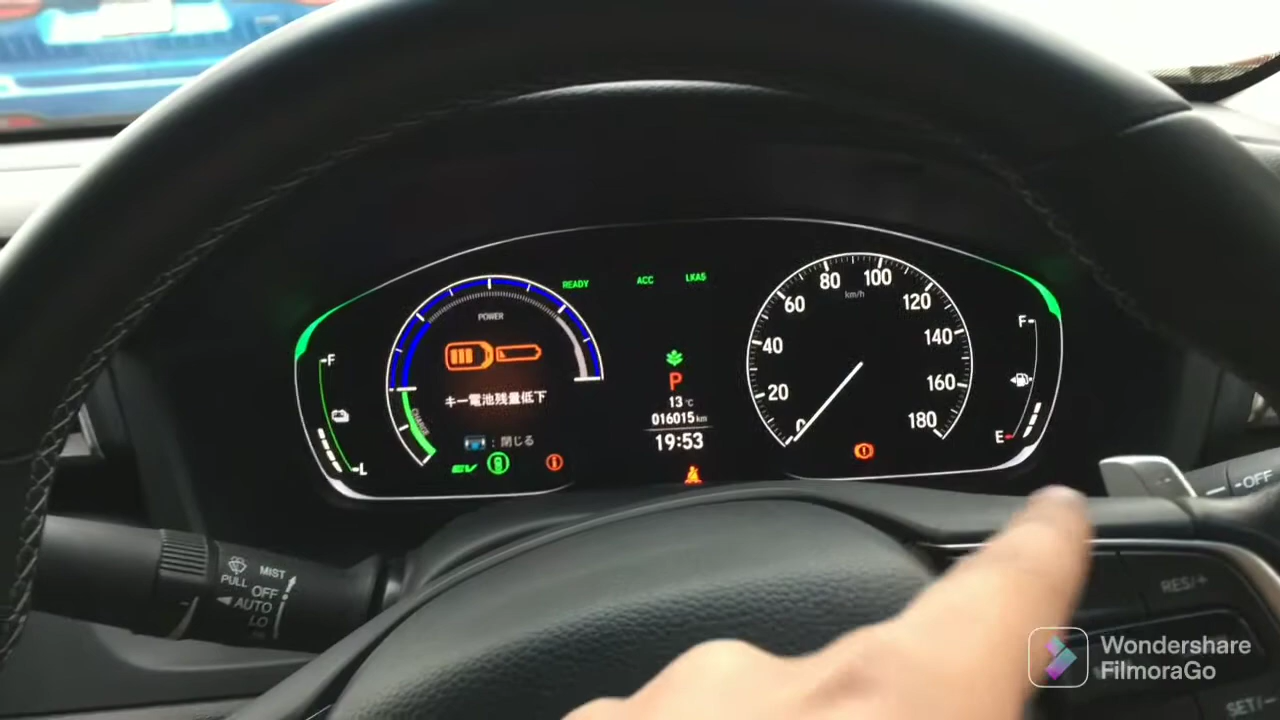 READY ACC LKAS
POWER
キー電池残量低下
: 閉じる
CHARGE
EV
F
L
P
13 ℃
016015 km
19:53
km/h
0 20 40 60 80 100 120 140 160 180
F
E
MIST
PULL OFF
AUTO
LO
-OFF
RES/+
SET/-
Wondershare
FilmoraGo